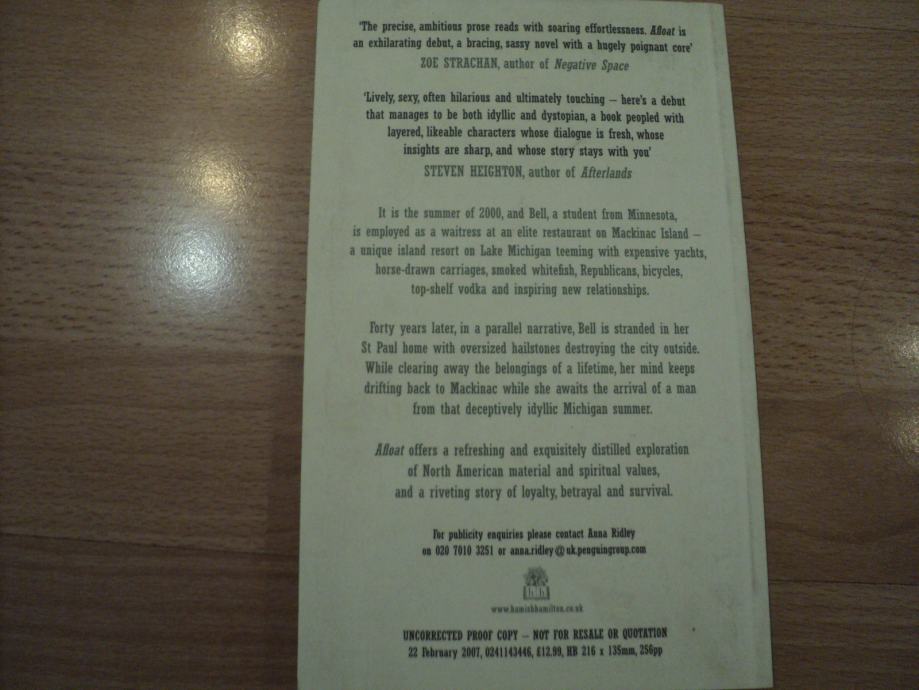 'The precise, ambitious prose reads with soaring effortlessness. Afloat is
an exhilarating debut, a bracing, sassy novel with a hugely poignant core'
ZOE STRACHAN, author of Negative Space
'Lively, sexy, often hilarious and ultimately touching – here's a debut
that manages to be both idyllic and dystopian, a book peopled with
layered, likeable characters whose dialogue is fresh, whose
insights are sharp, and whose story stays with you'
STEVEN HEIGHTON, author of Afterlands
It is the summer of 2000, and Bell, a student from Minnesota,
is employed as a waitress at an elite restaurant on Mackinac Island –
a unique island resort on Lake Michigan teeming with expensive yachts,
horse-drawn carriages, smoked whitefish, Republicans, bicycles,
top-shelf vodka and inspiring new relationships.
Forty years later, in a parallel narrative, Bell is stranded in her
St Paul home with oversized hailstones destroying the city outside.
While clearing away the belongings of a lifetime, her mind keeps
drifting back to Mackinac while she awaits the arrival of a man
from that deceptively idyllic Michigan summer.
Afloat offers a refreshing and exquisitely distilled exploration
of North American material and spiritual values,
and a riveting story of loyalty, betrayal and survival.
For publicity enquiries please contact Anna Ridley
on 020 7010 3251 or anna.ridley@uk.penguingroup.com
www.hamishhamilton.co.uk
UNCORRECTED PROOF COPY – NOT FOR RESALE OR QUOTATION
22 February 2007, 0241143446, £12.99, HB 216 x 135mm, 256pp